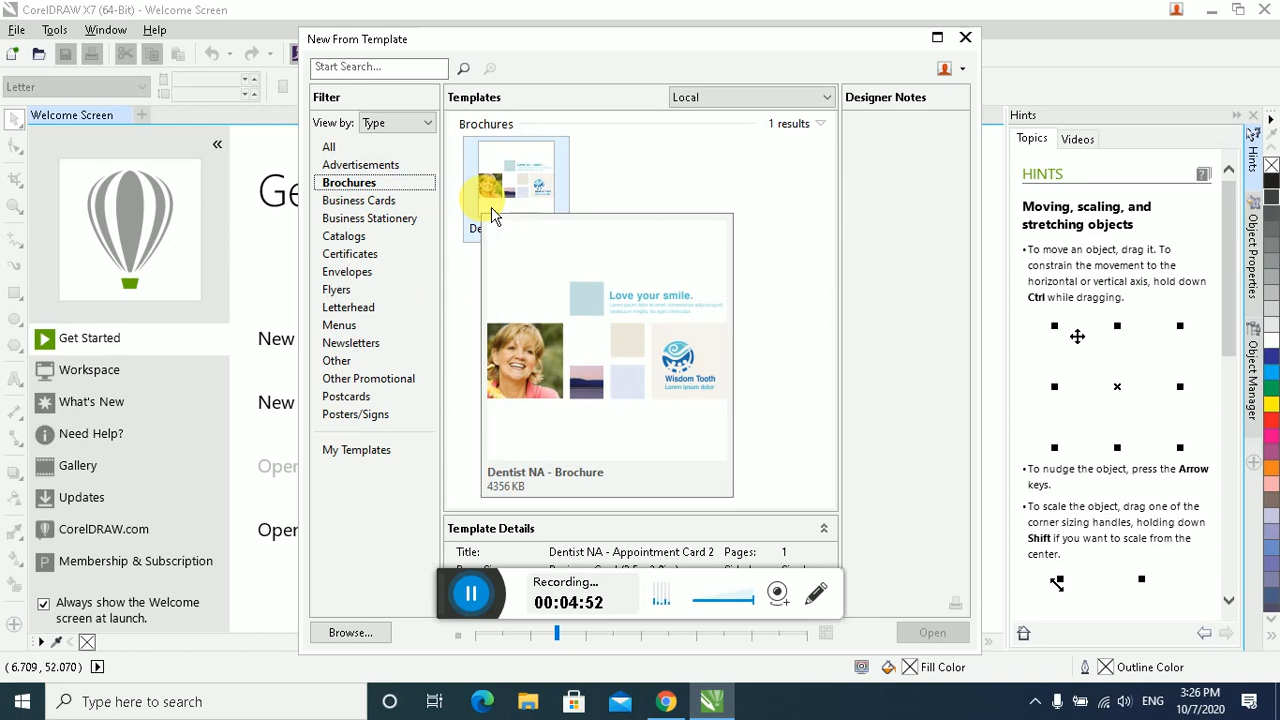 CorelDRAW X7 (64-Bit) - Welcome Screen
File Tools Window Help
Letter
Welcome Screen
Ge
New
New
Open
Open
Get Started
Workspace
What's New
Need Help?
Gallery
Updates
CorelDRAW.com
Membership & Subscription
Always show the Welcome
screen at launch.
(6.709, 52.070)
New From Template
Start Search...
Filter
View by: Type
All
Advertisements
Brochures
Business Cards
Business Stationery
Catalogs
Certificates
Envelopes
Flyers
Letterhead
Menus
Newsletters
Other
Other Promotional
Postcards
Posters/Signs
My Templates
Browse...
Templates
Local
Brochures
1 results
De
Love your smile.
Wisdom Tooth
Lorem ipsum dolor
Dentist NA - Brochure
4356 KB
Template Details
Title: Dentist NA - Appointment Card 2 Pages: 1
Recording...
00:04:52
Designer Notes
Open
Hints
Topics Videos
HINTS
Moving, scaling, and
stretching objects
• To move an object, drag it. To
constrain the movement to the
horizontal or vertical axis, hold down
Ctrl while dragging.
• To nudge the object, press the Arrow
keys.
• To scale the object, drag one of the
corner sizing handles, holding down
Shift if you want to scale from the
center.
Hints
Object Properties
Object Manager
Fill Color
Outline Color
Type here to search
ENG
3:26 PM
10/7/2020